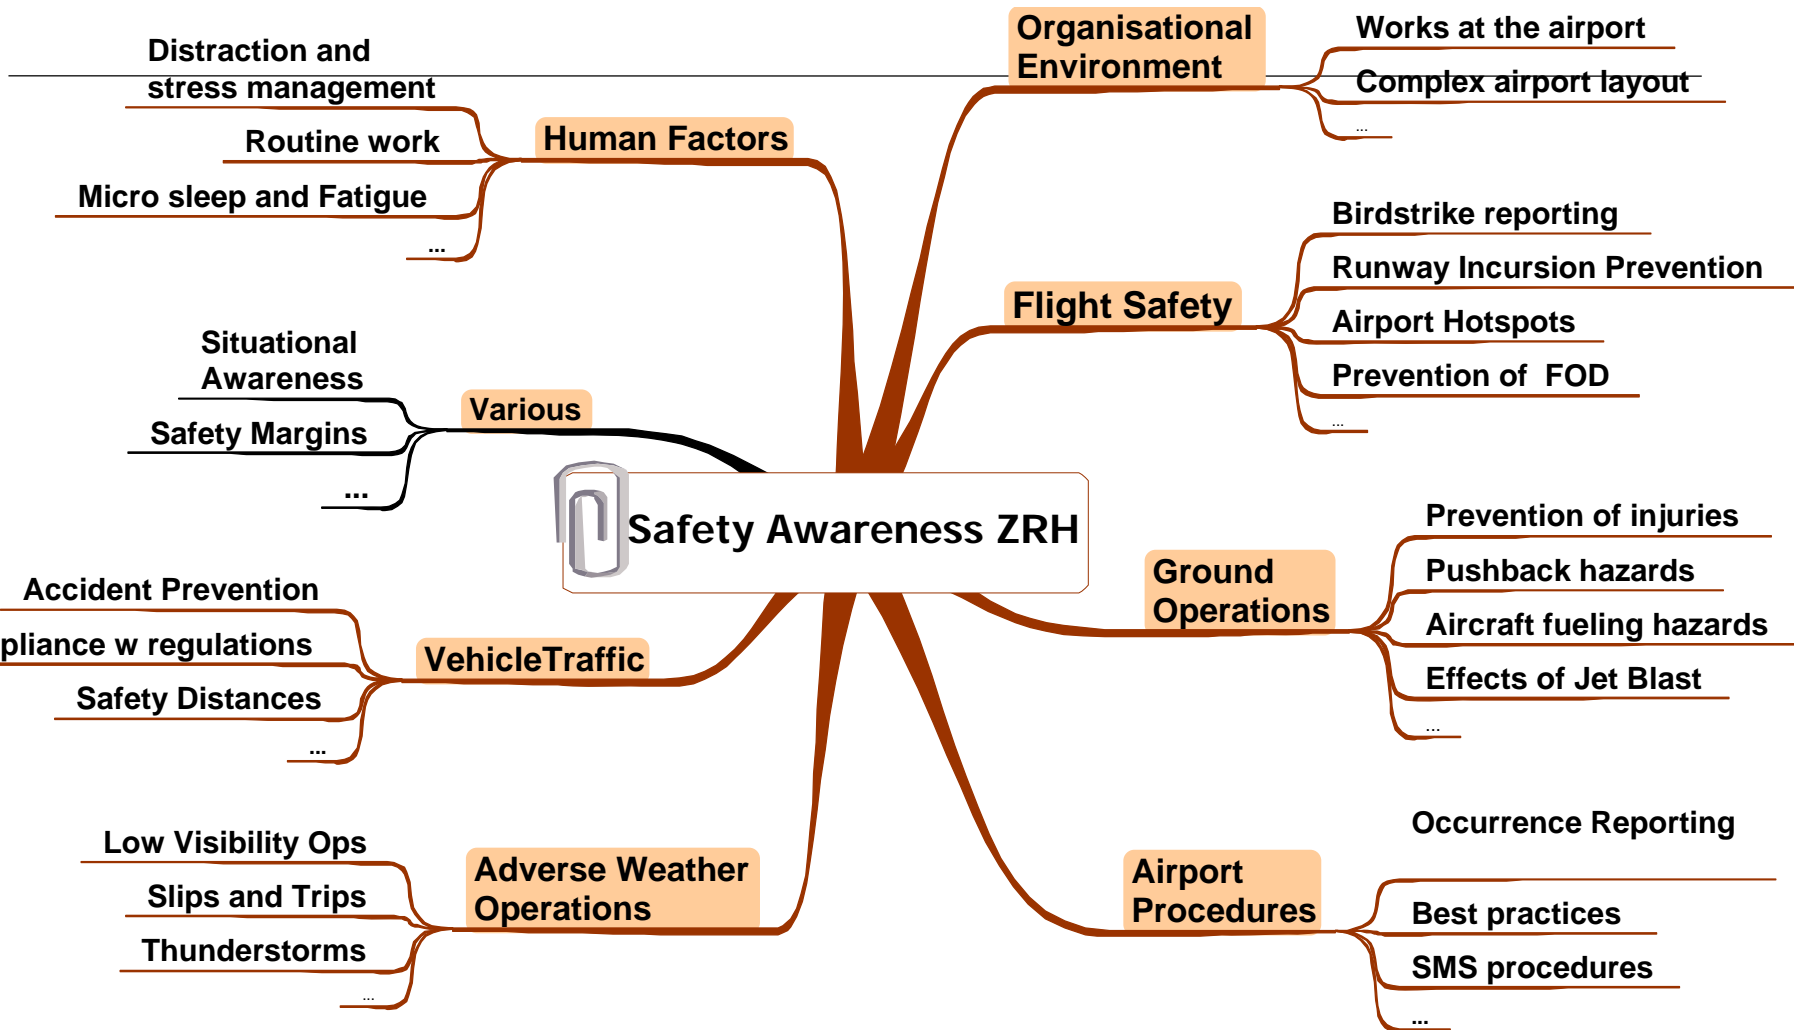 Organisational
Environment
Works at the airport
Complex airport layout
...
Distraction and
stress management
Routine work
Micro sleep and Fatigue
...
Human Factors
Flight Safety
Birdstrike reporting
Runway Incursion Prevention
Airport Hotspots
Prevention of  FOD
...
Situational
Awareness
Safety Margins
...
Various
Safety Awareness ZRH
Ground
Operations
Prevention of injuries
Pushback hazards
Aircraft fueling hazards
Effects of Jet Blast
...
Accident Prevention
pliance w regulations
Safety Distances
...
VehicleTraffic
Low Visibility Ops
Slips and Trips
Thunderstorms
...
Adverse Weather
Operations
Airport
Procedures
Occurrence Reporting
Best practices
SMS procedures
...